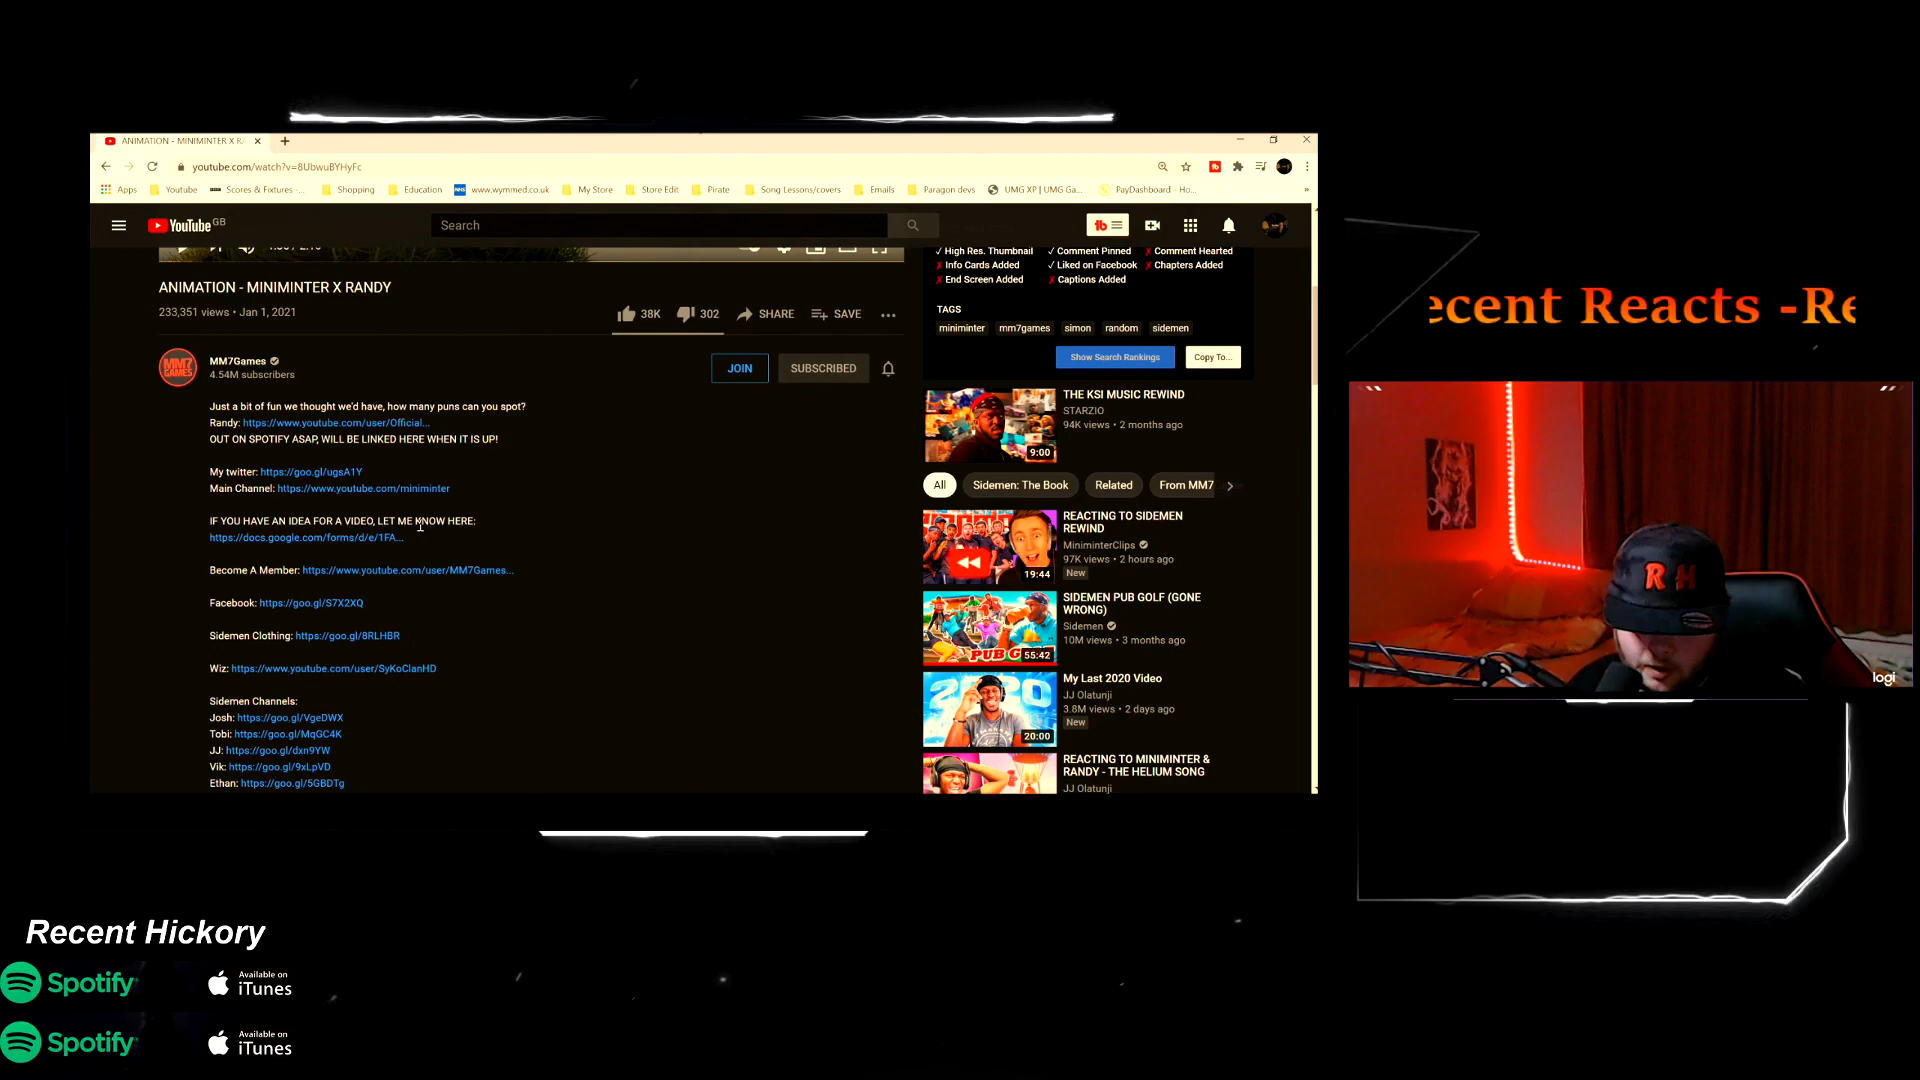 ANIMATION - MINIMINTER X R
youtube.com/watch?v=8UbwuBYHyFc
Apps Youtube Scores & Fixtures -... Shopping Education www.wymmed.co.uk My Store Store Edit Pirate Song Lessons/covers Emails Paragon devs UMG XP | UMG Ga... PayDashboard - Ho... »
YouTube GB
Search
ANIMATION - MINIMINTER X RANDY
233,351 views • Jan 1, 2021
38K 302 SHARE SAVE
MM7 GAMES
MM7Games
4.54M subscribers
JOIN SUBSCRIBED
Just a bit of fun we thought we'd have, how many puns can you spot?
Randy: https://www.youtube.com/user/Official...
OUT ON SPOTIFY ASAP, WILL BE LINKED HERE WHEN IT IS UP!
My twitter: https://goo.gl/ugsA1Y
Main Channel: https://www.youtube.com/miniminter
IF YOU HAVE AN IDEA FOR A VIDEO, LET ME KNOW HERE:
https://docs.google.com/forms/d/e/1FA...
Become A Member: https://www.youtube.com/user/MM7Games...
Facebook: https://goo.gl/S7X2XQ
Sidemen Clothing: https://goo.gl/8RLHBR
Wiz: https://www.youtube.com/user/SyKoClanHD
Sidemen Channels:
Josh: https://goo.gl/VgeDWX
Tobi: https://goo.gl/MqGC4K
JJ: https://goo.gl/dxn9YW
Vik: https://goo.gl/9xLpVD
Ethan: https://goo.gl/5GBDTg
✓ High Res. Thumbnail ✓ Comment Pinned ✗ Comment Hearted
✗ Info Cards Added ✓ Liked on Facebook ✗ Chapters Added
✗ End Screen Added ✗ Captions Added
TAGS
miniminter mm7games simon random sidemen
Show Search Rankings Copy To...
THE KSI MUSIC REWIND
STARZIO
94K views • 2 months ago
9:00
All Sidemen: The Book Related From MM7
REACTING TO SIDEMEN
REWIND
MiniminterClips
97K views • 2 hours ago
New
19:44
SIDEMEN PUB GOLF (GONE
WRONG)
Sidemen
10M views • 3 months ago
PUB G
55:42
My Last 2020 Video
JJ Olatunji
3.8M views • 2 days ago
New
2020
20:00
REACTING TO MINIMINTER &
RANDY - THE HELIUM SONG
JJ Olatunji
ecent Reacts -Re
RH
logi
Recent Hickory
Spotify Available on iTunes
Spotify Available on iTunes